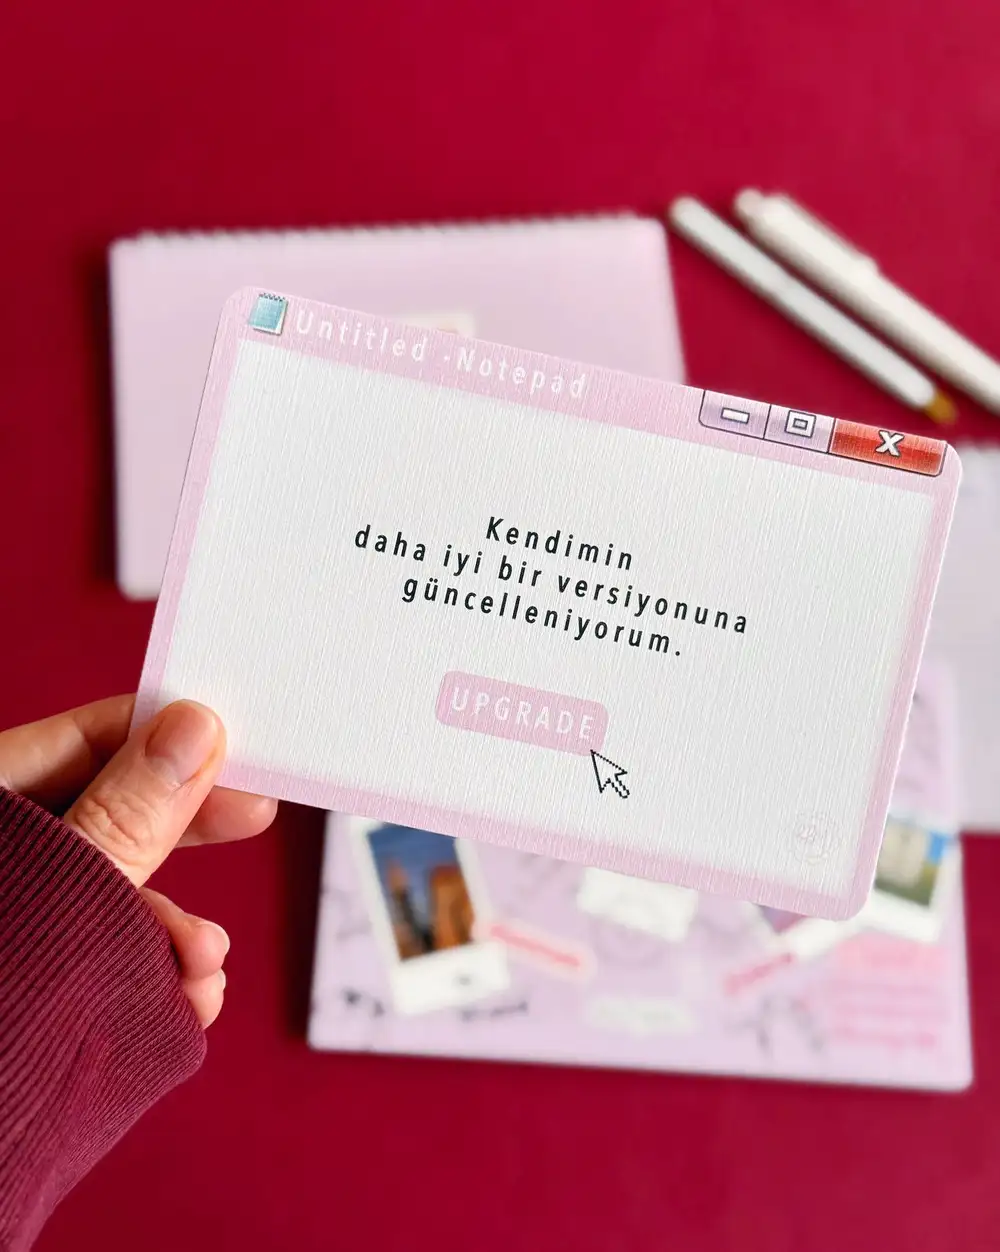 Untitled -Notepad
X
Kendimin
daha iyi bir versiyonuna
güncelleniyorum.
UPGRADE